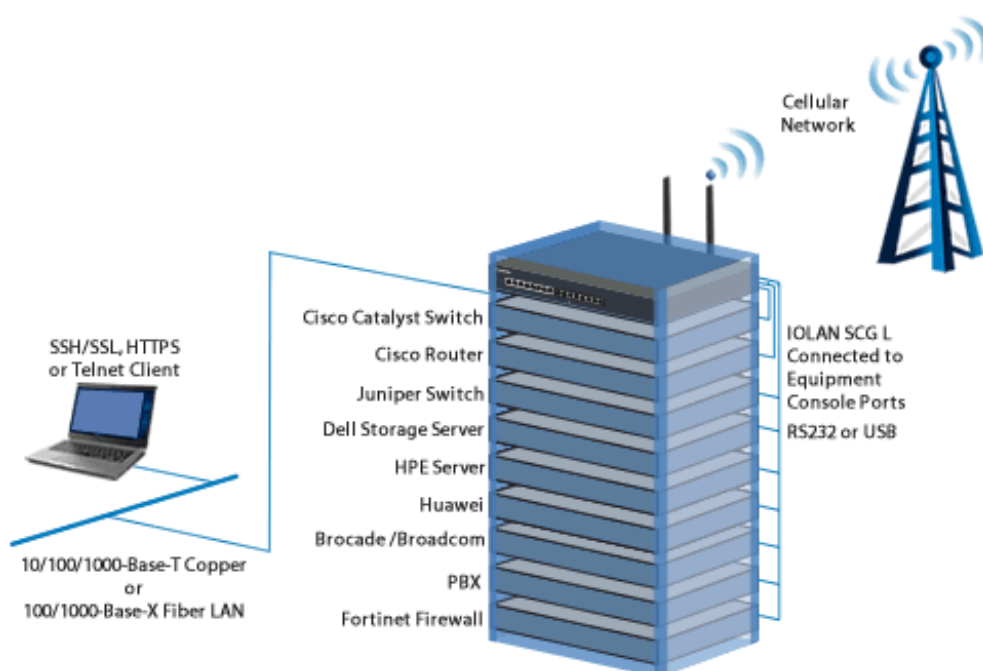 Cellular
Network
Cisco Catalyst Switch
Cisco Router
Juniper Switch
Dell Storage Server
HPE Server
Huawei
Brocade /Broadcom
PBX
Fortinet Firewall
SSH/SSL, HTTPS
or Telnet Client
10/100/1000-Base-T Copper
or
100/1000-Base-X Fiber LAN
IOLAN SCG L
Connected to
Equipment
Console Ports
RS232 or USB